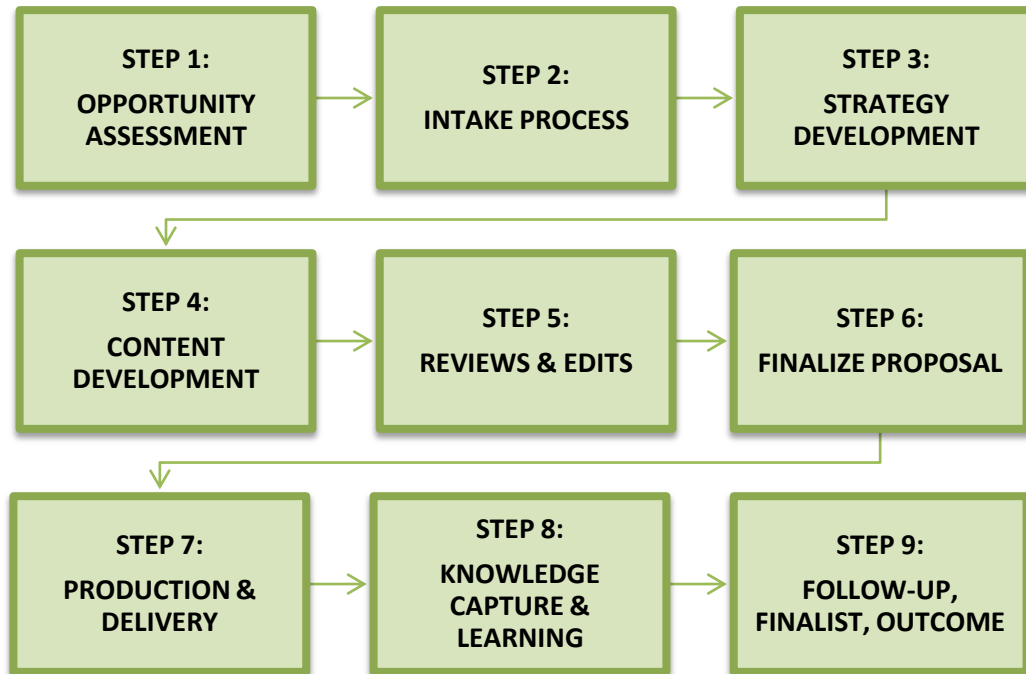 STEP 1:
OPPORTUNITY
ASSESSMENT
STEP 2:
INTAKE PROCESS
STEP 3:
STRATEGY
DEVELOPMENT
STEP 4:
CONTENT
DEVELOPMENT
STEP 5:
REVIEWS & EDITS
STEP 6:
FINALIZE PROPOSAL
STEP 7:
PRODUCTION &
DELIVERY
STEP 8:
KNOWLEDGE
CAPTURE &
LEARNING
STEP 9:
FOLLOW-UP,
FINALIST, OUTCOME